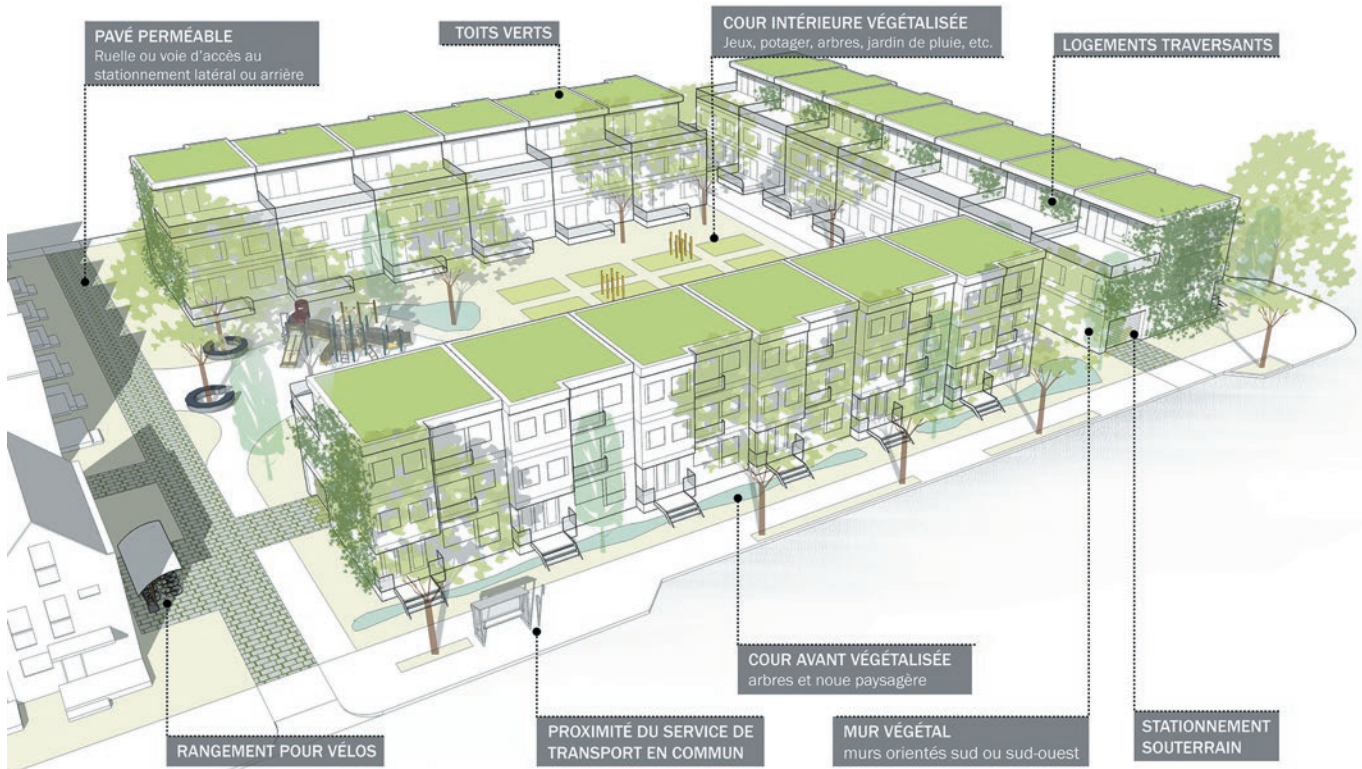 PAVÉ PERMÉABLE
Ruelle ou voie d'accès au
stationnement latéral ou arrière
TOITS VERTS
COUR INTÉRIEURE VÉGÉTALISÉE
Jeux, potager, arbres, jardin de pluie, etc.
LOGEMENTS TRAVERSANTS
COUR AVANT VÉGÉTALISÉE
arbres et noue paysagère
RANGEMENT POUR VÉLOS
PROXIMITÉ DU SERVICE DE
TRANSPORT EN COMMUN
MUR VÉGÉTAL
murs orientés sud ou sud-ouest
STATIONNEMENT
SOUTERRAIN